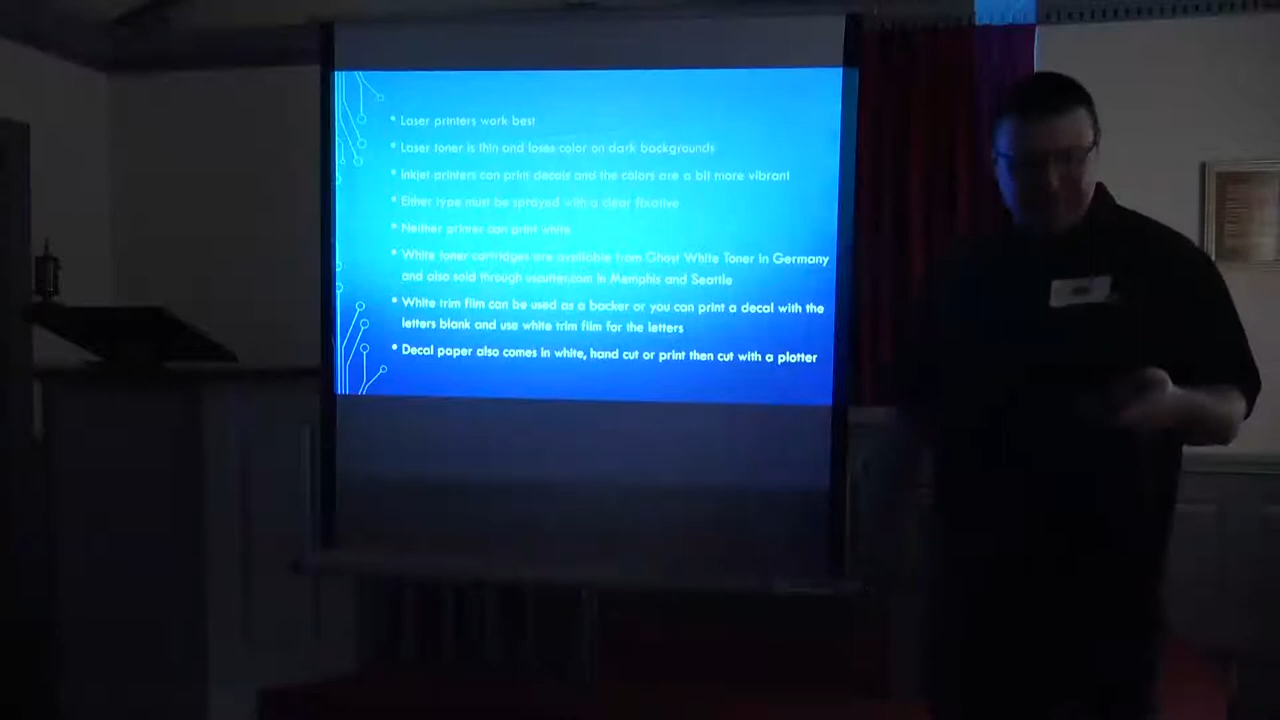 • Laser printers work best
• Laser toner is thin and loses color on dark backgrounds
• Inkjet printers can print decals and the colors are a bit more vibrant
• Either type must be sprayed with a clear fixative
• Neither printer can print white
• White toner cartridges are available from Ghost White Toner in Germany
and also sold through uscutter.com in Memphis and Seattle
• White trim film can be used as a backer or you can print a decal with the
letters blank and use white trim film for the letters
• Decal paper also comes in white, hand cut or print then cut with a plotter